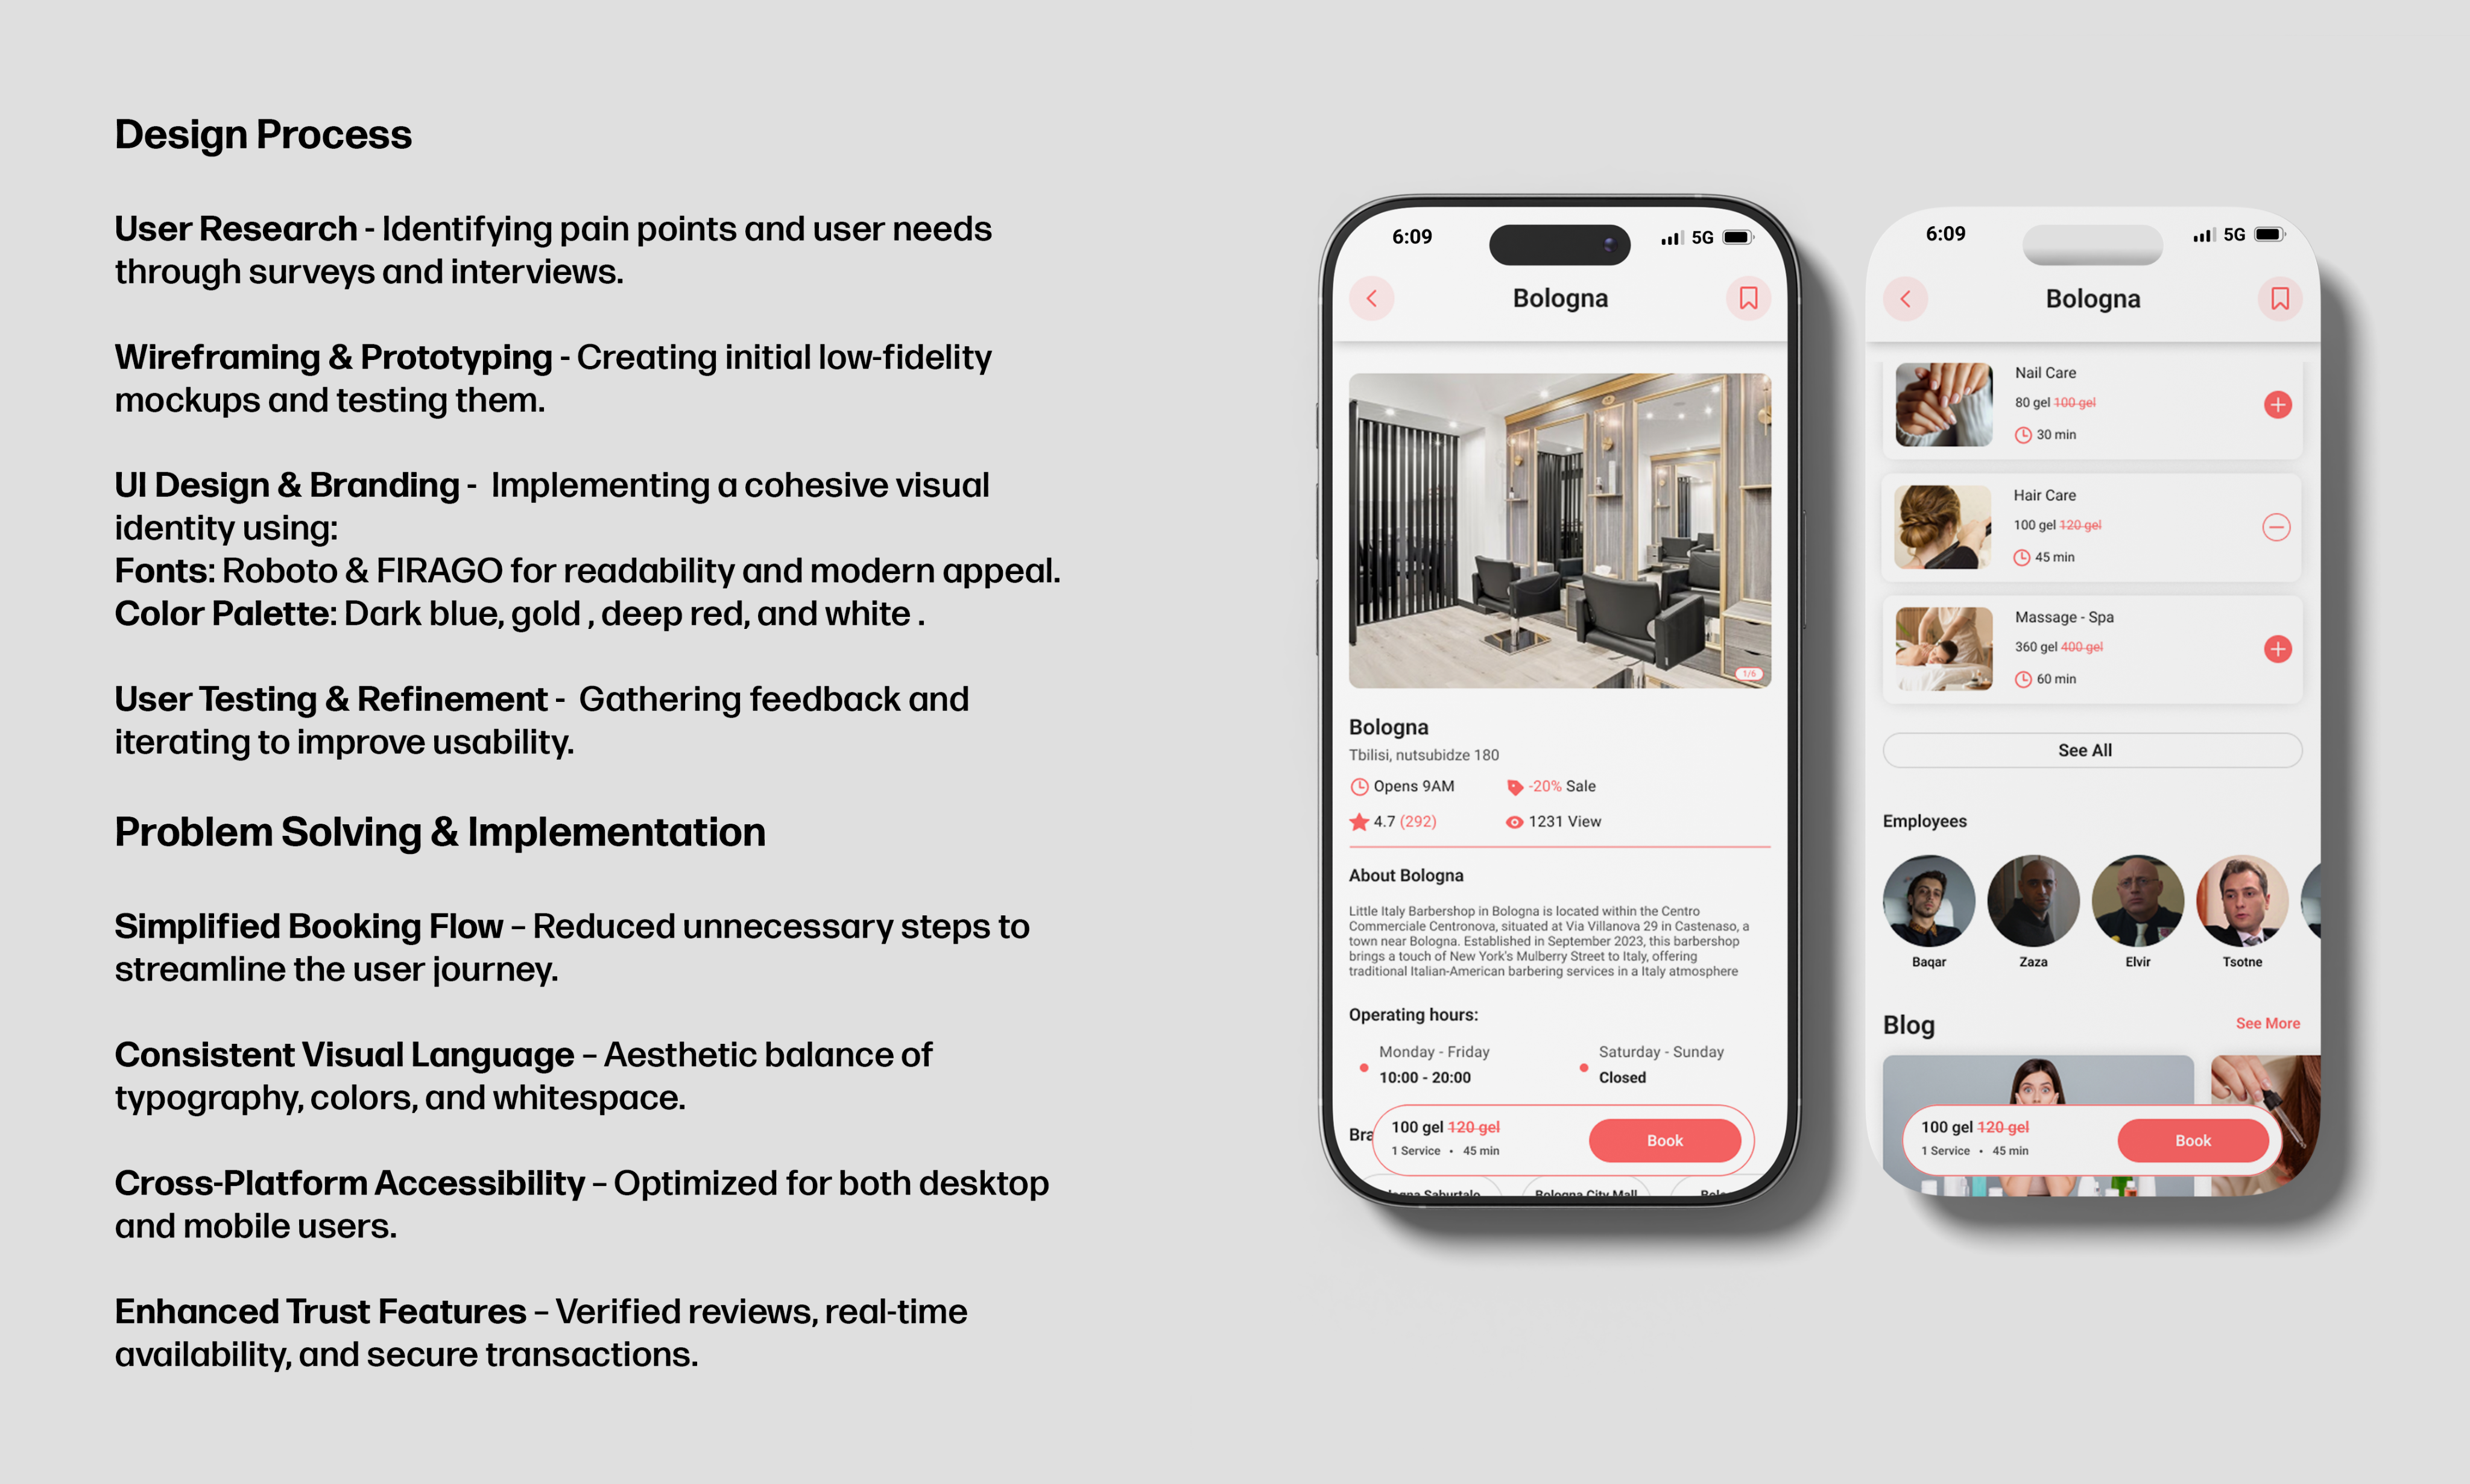 Design Process
User Research - Identifying pain points and user needs
through surveys and interviews.
Wireframing & Prototyping - Creating initial low-fidelity
mockups and testing them.
UI Design & Branding -  Implementing a cohesive visual
identity using:
Fonts: Roboto & FIRAGO for readability and modern appeal.
Color Palette: Dark blue, gold , deep red, and white .
User Testing & Refinement -  Gathering feedback and
iterating to improve usability.
Problem Solving & Implementation
Simplified Booking Flow – Reduced unnecessary steps to
streamline the user journey.
Consistent Visual Language – Aesthetic balance of
typography, colors, and whitespace.
Cross-Platform Accessibility – Optimized for both desktop
and mobile users.
Enhanced Trust Features – Verified reviews, real-time
availability, and secure transactions.
6:09 5G
Bologna
1/6
Bologna
Tbilisi, nutsubidze 180
Opens 9AM -20% Sale
4.7 (292) 1231 View
About Bologna
Little Italy Barbershop in Bologna is located within the Centro
Commerciale Centronova, situated at Via Villanova 29 in Castenaso, a
town near Bologna. Established in September 2023, this barbershop
brings a touch of New York's Mulberry Street to Italy, offering
traditional Italian-American barbering services in a Italy atmosphere
Operating hours:
Monday - Friday Saturday - Sunday
10:00 - 20:00 Closed
100 gel 120 gel
1 Service • 45 min
Book
Saburtalo Bologna City Mall
6:09 5G
Bologna
Nail Care
80 gel 100 gel
30 min
Hair Care
100 gel 120 gel
45 min
Massage - Spa
360 gel 400 gel
60 min
See All
Employees
Baqar Zaza Elvir Tsotne
Blog See More
100 gel 120 gel
1 Service • 45 min
Book